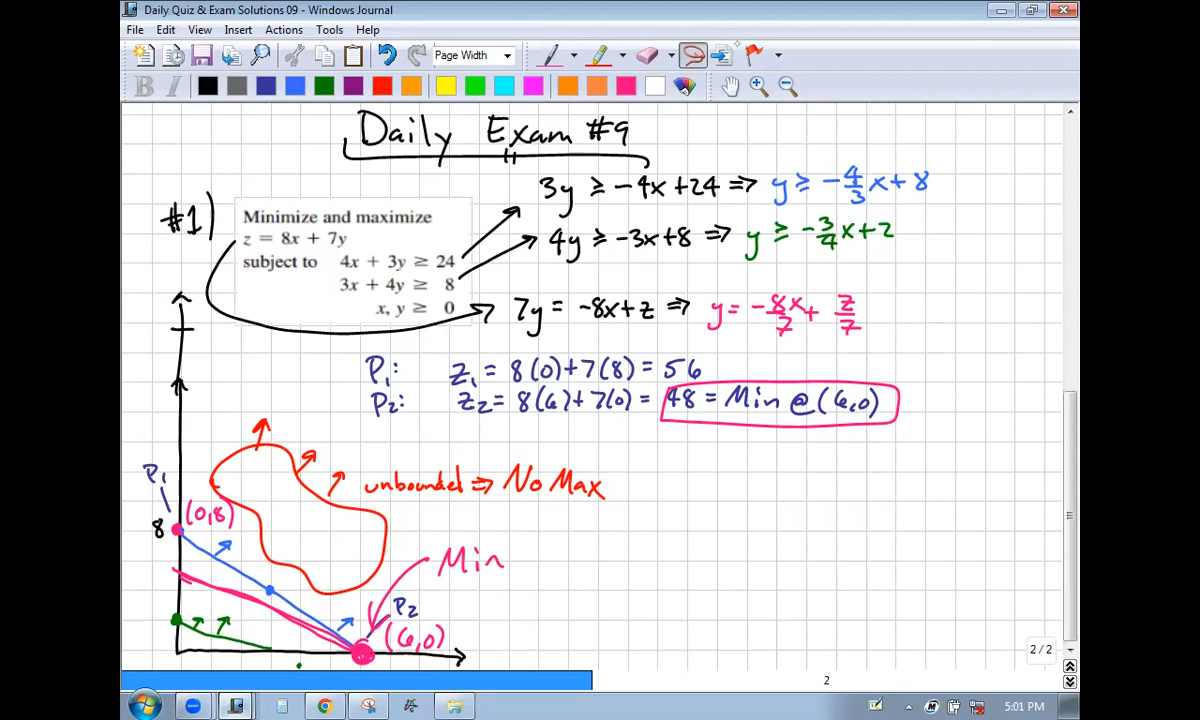 Daily Quiz & Exam Solutions 09 - Windows Journal
File Edit View Insert Actions Tools Help
Page Width
B I
Daily Exam #9
3y ≥ -4x + 24 ⇒ y ≥ -4/3 x + 8
#1)
Minimize and maximize
z = 8x + 7y
4y ≥ -3x + 8 ⇒ y ≥ -3/4 x + 2
subject to 4x + 3y ≥ 24
3x + 4y ≥ 8
x, y ≥ 0
7y = -8x + z ⇒ y = -8x/7 + z/7
P1: z1 = 8(0) + 7(8) = 56
P2: z2 = 8(6) + 7(0) = 48 = Min @ (6,0)
P1
unbounded ⇒ No Max
8 (0,8)
Min
P2
(6,0)
2 / 2
2
5:01 PM